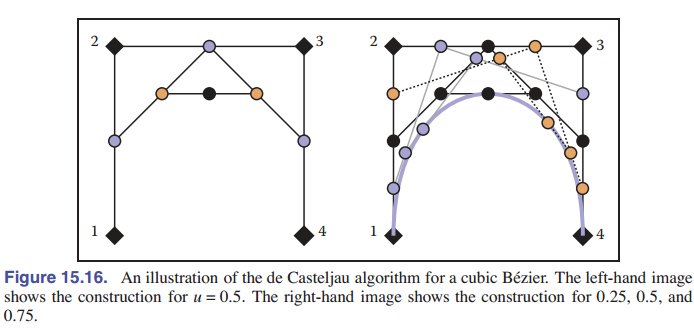 2 3 2 3
1 4 1 4
Figure 15.16. An illustration of the de Casteljau algorithm for a cubic Bézier. The left-hand image
shows the construction for u = 0.5. The right-hand image shows the construction for 0.25, 0.5, and
0.75.